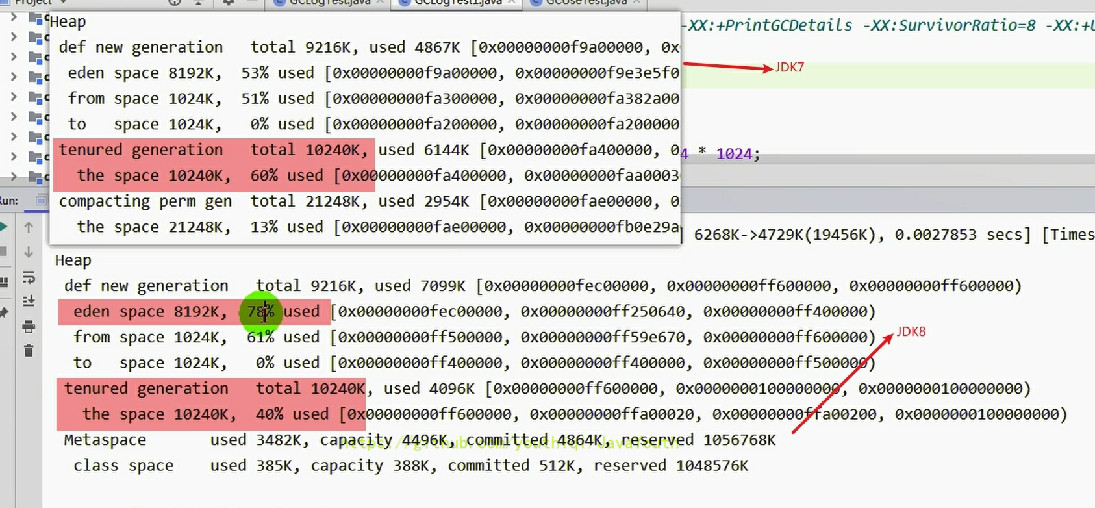 Project
GCLogTest.java
GCLogTest1.java
GCUseTest.java
-XX:+PrintGCDetails -XX:SurvivorRatio=8 -XX:+U
Heap
def new generation total 9216K, used 4867K [0x00000000f9a00000, 0x
eden space 8192K, 53% used [0x00000000f9a00000, 0x00000000f9e3e5f0
JDK7
from space 1024K, 51% used [0x00000000fa300000, 0x00000000fa382a00
to space 1024K, 0% used [0x00000000fa200000, 0x00000000fa200000
tenured generation total 10240K, used 6144K [0x00000000fa400000, 0
4 * 1024;
the space 10240K, 60% used [0x00000000fa400000, 0x00000000faa0003
compacting perm gen total 21248K, used 2954K [0x00000000fae00000, 0
the space 21248K, 13% used [0x00000000fae00000, 0x00000000fb0e29a
Run:
] 6268K->4729K(19456K), 0.0027853 secs] [Times
Heap
def new generation total 9216K, used 7099K [0x00000000fec00000, 0x00000000ff600000, 0x00000000ff600000)
eden space 8192K, 78% used [0x00000000fec00000, 0x00000000ff250640, 0x00000000ff400000)
from space 1024K, 61% used [0x00000000ff500000, 0x00000000ff59e670, 0x00000000ff600000)
JDK8
to space 1024K, 0% used [0x00000000ff400000, 0x00000000ff400000, 0x00000000ff500000)
tenured generation total 10240K, used 4096K [0x00000000ff600000, 0x0000000100000000, 0x0000000100000000)
the space 10240K, 40% used [0x00000000ff600000, 0x00000000ffa00020, 0x00000000ffa00200, 0x0000000100000000)
Metaspace used 3482K, capacity 4496K, committed 4864K, reserved 1056768K
class space used 385K, capacity 388K, committed 512K, reserved 1048576K